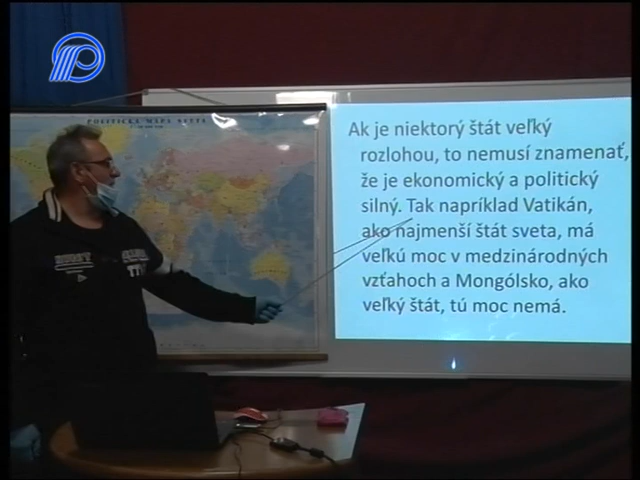 POLITICKÁ MAPA SVETA
Ak je niektorý štát veľký
rozlohou, to nemusí znamenať,
že je ekonomický a politický
silný. Tak napríklad Vatikán,
ako najmenší štát sveta, má
veľkú moc v medzinárodných
vzťahoch a Mongólsko, ako
veľký štát, tú moc nemá.